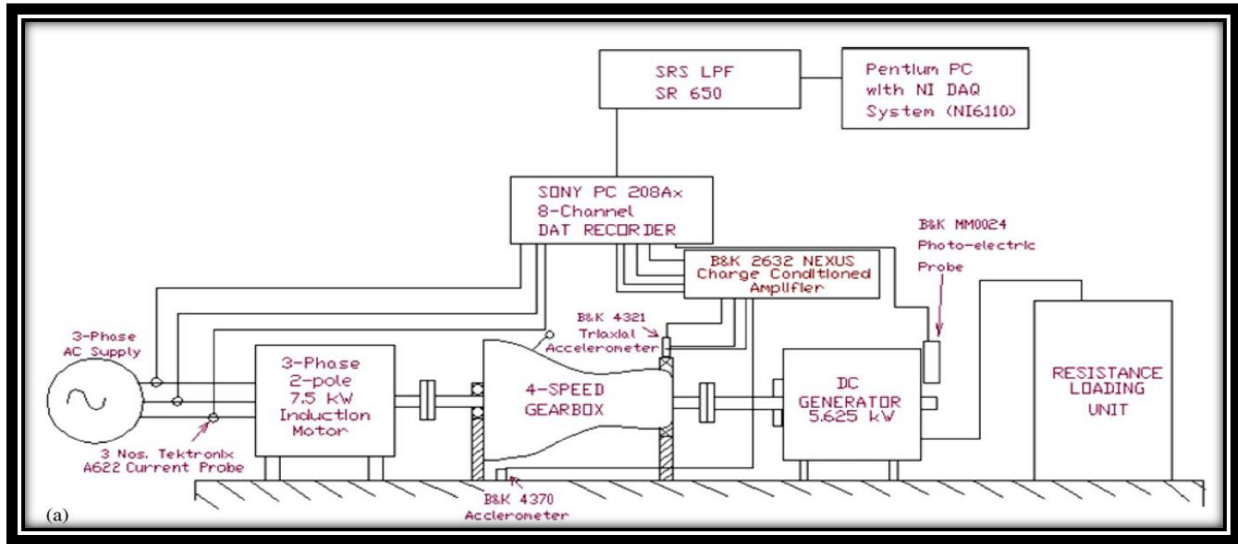 SRS LPF
SR 650
Pentium PC
with NI DAQ
System (NI6110)
SONY PC 208Ax
8-Channel
DAT RECORDER
B&K MM0024
Photo-electric
Probe
B&K 2632 NEXUS
Charge Conditioned
Amplifier
B&K 4321
Triaxial
Accelerometer
3-Phase
AC Supply
3-Phase
2-pole
7.5 kW
Induction
Motor
4-SPEED
GEARBOX
DC
GENERATOR
5.625 kW
RESISTANCE
LOADING
UNIT
3 Nos. Tektronix
A622 Current Probe
B&K 4370
Acclerometer
(a)